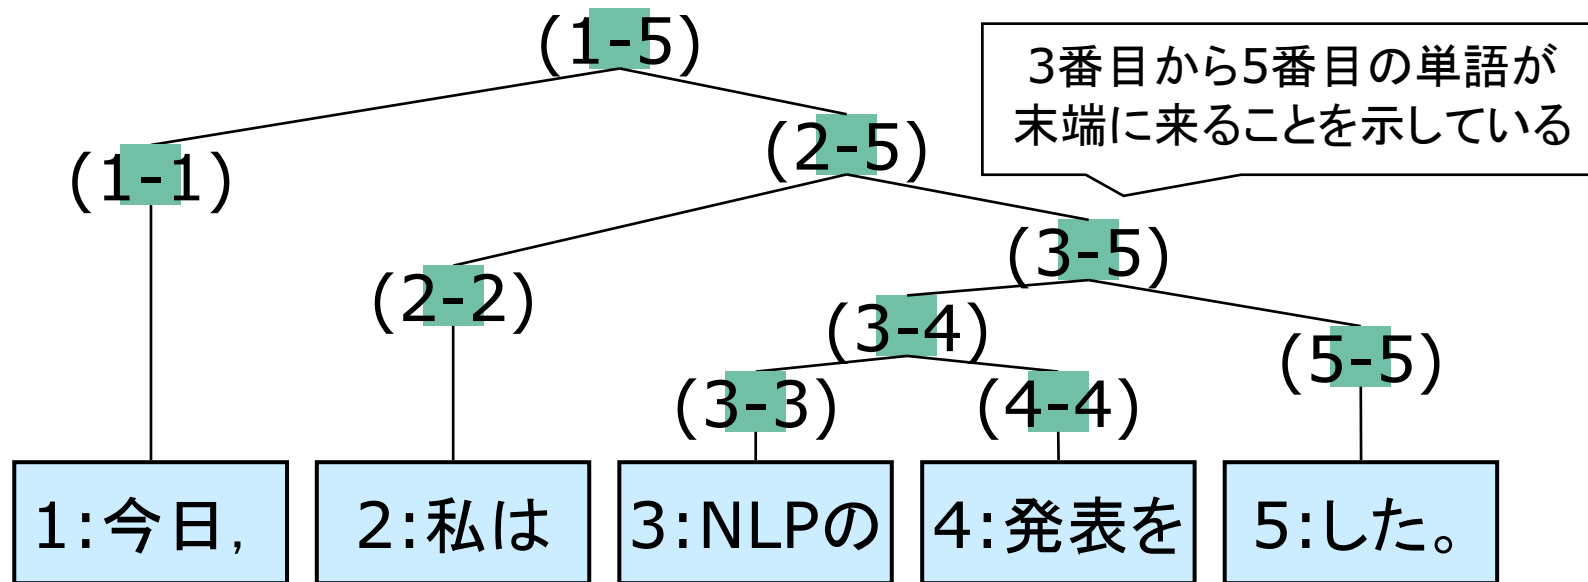 (1-5)
3番目から5番目の単語が
末端に来ることを示している
(1-1)
(2-5)
(2-2)
(3-5)
(3-4)
(5-5)
(3-3)
(4-4)
1:今日,
2:私は
3:NLPの
4:発表を
5:した。